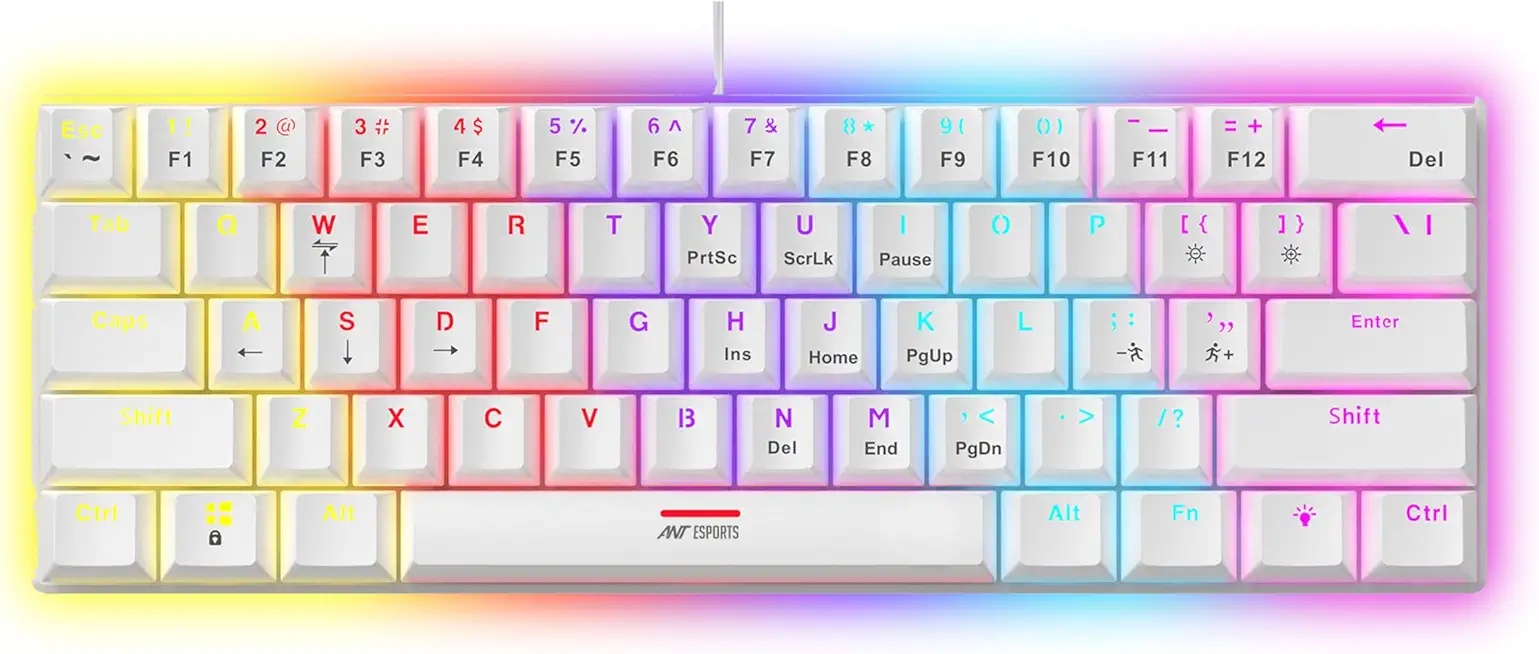 Esc 1 ! 2 @ 3 # 4 $ 5 % 6 ^ 7 & 8 * 9 ( 0 ) - _ = + ←
` ~ F1 F2 F3 F4 F5 F6 F7 F8 F9 F10 F11 F12 Del
Tab Q W E R T Y U I O P [ { ] } \ |
↑ PrtSc ScrLk Pause
Caps A S D F G H J K L ; : ' ,, Enter
← ↓ → Ins Home PgUp - +
Shift Z X C V B N M , < . > / ? Shift
Del End PgDn
Ctrl Alt ANT ESPORTS Alt Fn Ctrl